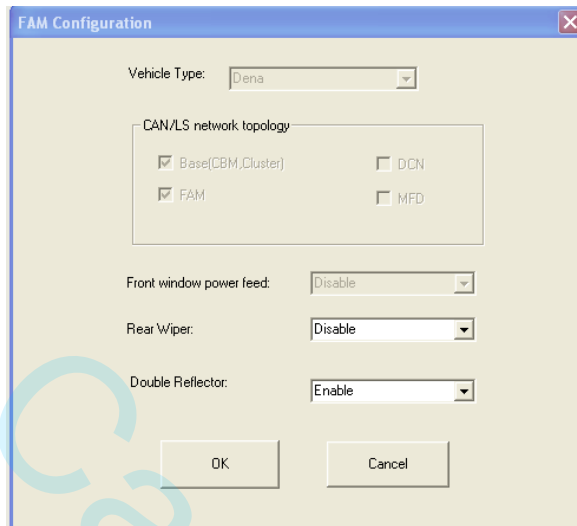 FAM Configuration
Vehicle Type: Dena
CAN/LS network topology
Base(CBM,Cluster) DCN
FAM MFD
Front window power feed: Disable
Rear Wiper: Disable
Double Reflector: Enable
OK Cancel